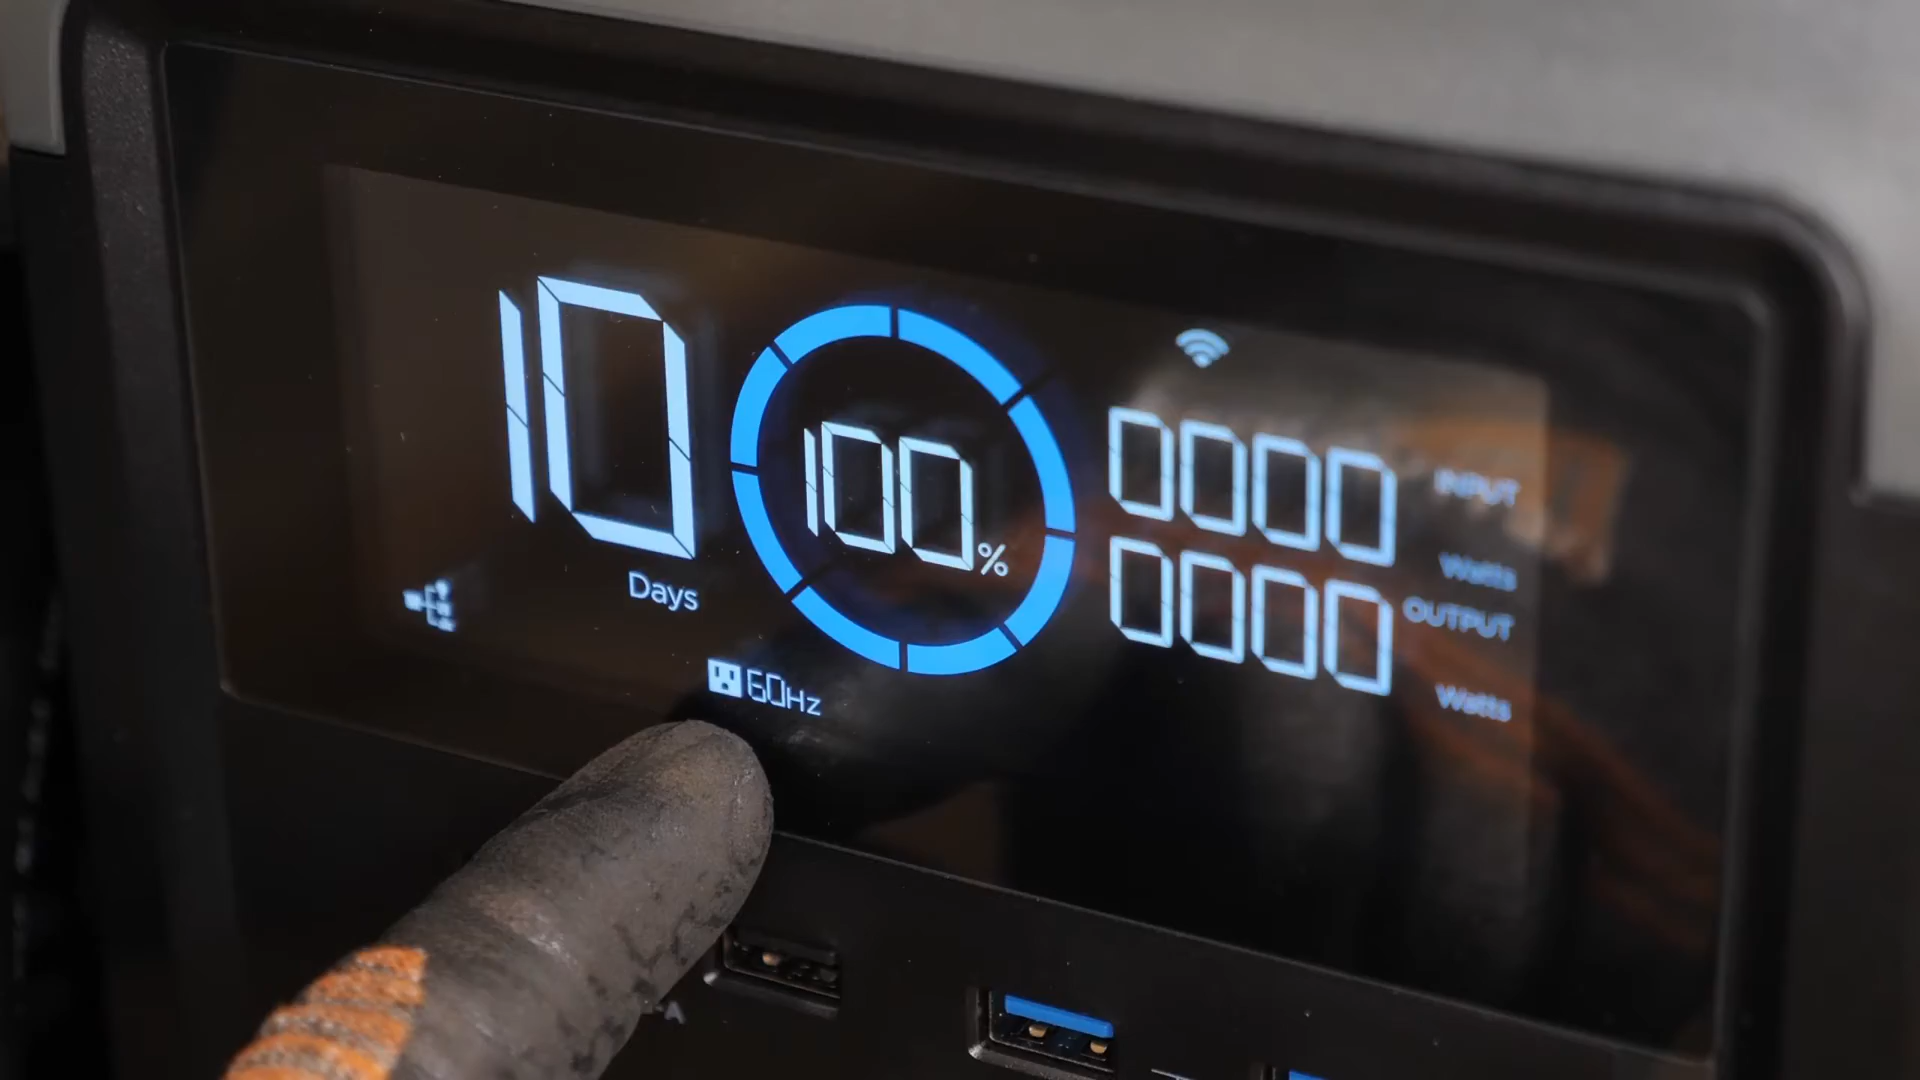 10
Days
100%
60Hz
0000 INPUT
Watts
0000 OUTPUT
Watts
A